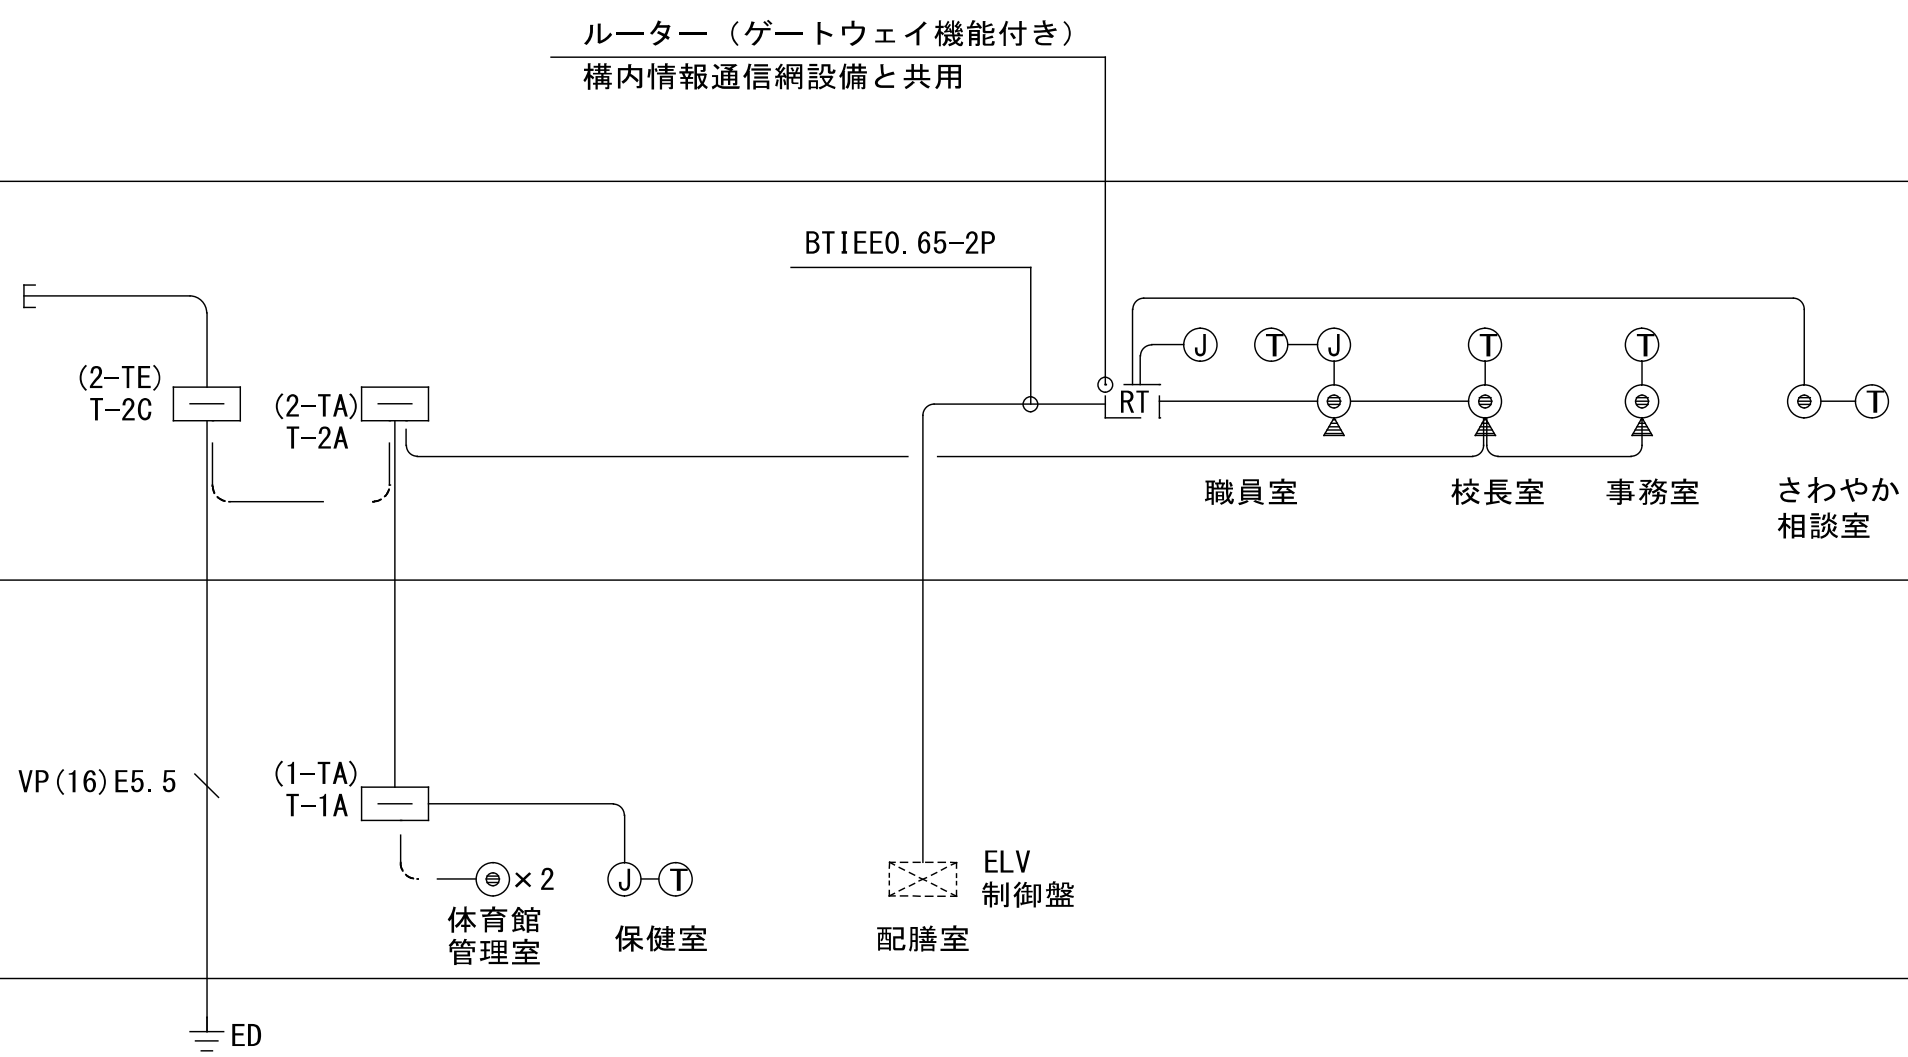 ルーター（ゲートウェイ機能付き）
構内情報通信網設備と共用
BTIEE0.65-2P
J
T
J
T
T
(2-TE)
T-2C
(2-TA)
T-2A
RT
T
職員室
校長室
事務室
さわやか
相談室
VP(16)E5.5
(1-TA)
T-1A
×2
J
T
ELV
制御盤
体育館
管理室
保健室
配膳室
ED